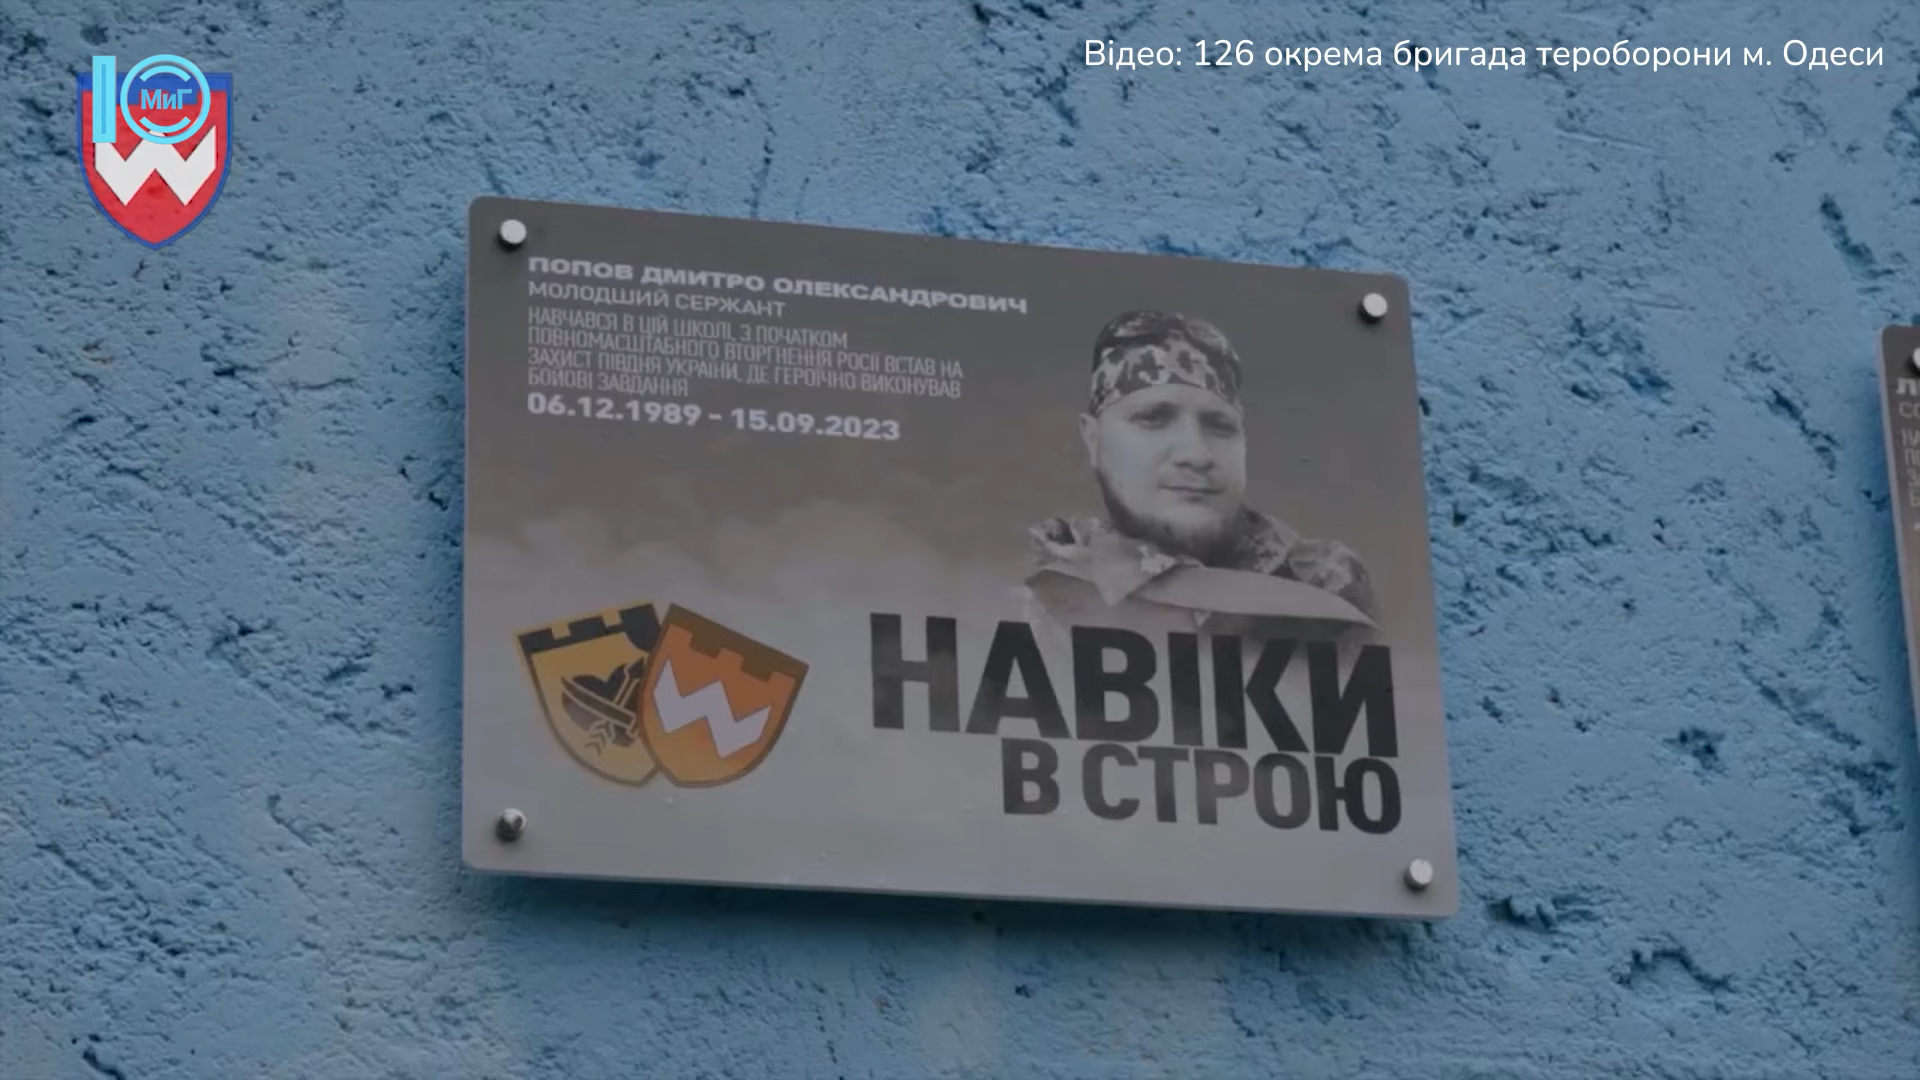 Відео: 126 окрема бригада тероборони м. Одеси
МиГ
ПОПОВ ДМИТРО ОЛЕКСАНДРОВИЧ
МОЛОДШИЙ СЕРЖАНТ
НАВЧАВСЯ В ЦІЙ ШКОЛІ, З ПОЧАТКОМ
ПОВНОМАСШТАБНОГО ВТОРГНЕННЯ РОСІЇ ВСТАВ НА
ЗАХИСТ ПІВДНЯ УКРАЇНИ, ДЕ ГЕРОЇЧНО ВИКОНУВАВ
БОЙОВІ ЗАВДАННЯ
06.12.1989 - 15.09.2023
НАВІКИ
В СТРОЮ